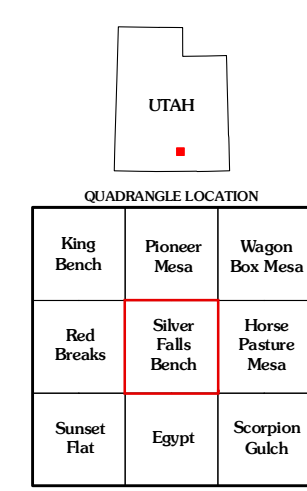 UTAH
QUADRANGLE LOCATION
King
Bench
Pioneer
Mesa
Wagon
Box Mesa
Red
Breaks
Silver
Falls
Bench
Horse
Pasture
Mesa
Sunset
Flat
Egypt
Scorpion
Gulch